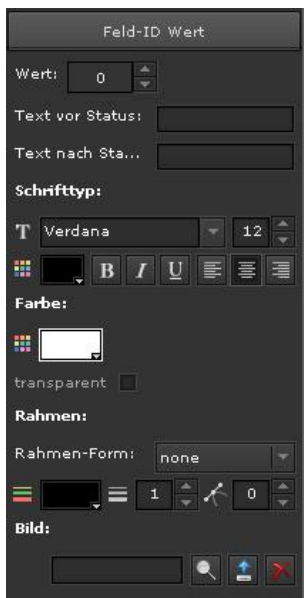 Feld-ID Wert
Wert: 0
Text vor Status:
Text nach Sta...
Schrifttyp:
T Verdana 12
B I U
Farbe:
transparent
Rahmen:
Rahmen-Form: none
1 0
Bild: